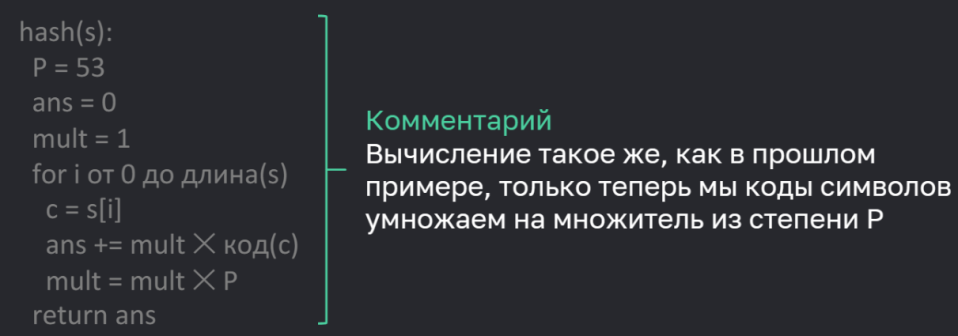 hash(s):
P = 53
ans = 0
mult = 1
for i от 0 до длина(s)
c = s[i]
ans += mult × код(c)
mult = mult × P
return ans
Комментарий
Вычисление такое же, как в прошлом
примере, только теперь мы коды символов
умножаем на множитель из степени P